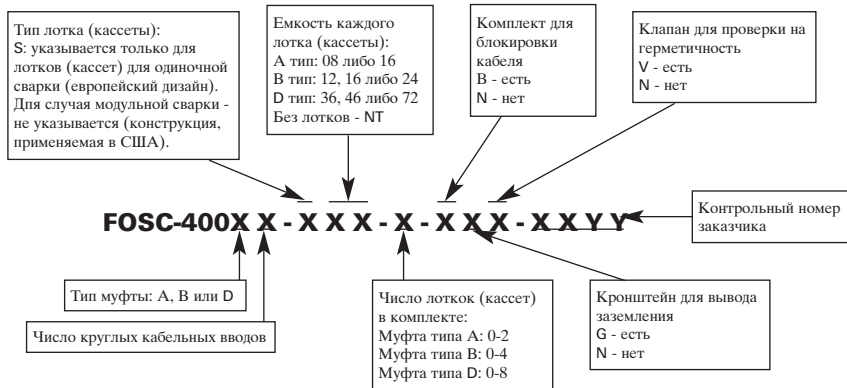 Тип лотка (кассеты):
S: указывается только для
лотков (кассет) для одиночной
сварки (европейский дизайн).
Для случая модульной сварки -
не указывается (конструкция,
применяемая в США).
Емкость каждого
лотка (кассеты):
А тип: 08 либо 16
В тип: 12, 16 либо 24
D тип: 36, 46 либо 72
Без лотков - NT
Комплект для
блокировки
кабеля
В - есть
N - нет
Клапан для проверки на
герметичность
V - есть
N - нет
FOSC-400X X - X X X - X - X X X - X X Y Y
Контрольный номер
заказчика
Тип муфты: А, В или D
Число круглых кабельных вводов
Число лоткок (кассет)
в комплекте:
Муфта типа А: 0-2
Муфта типа В: 0-4
Муфта типа D: 0-8
Кронштейн для вывода
заземления
G - есть
N - нет